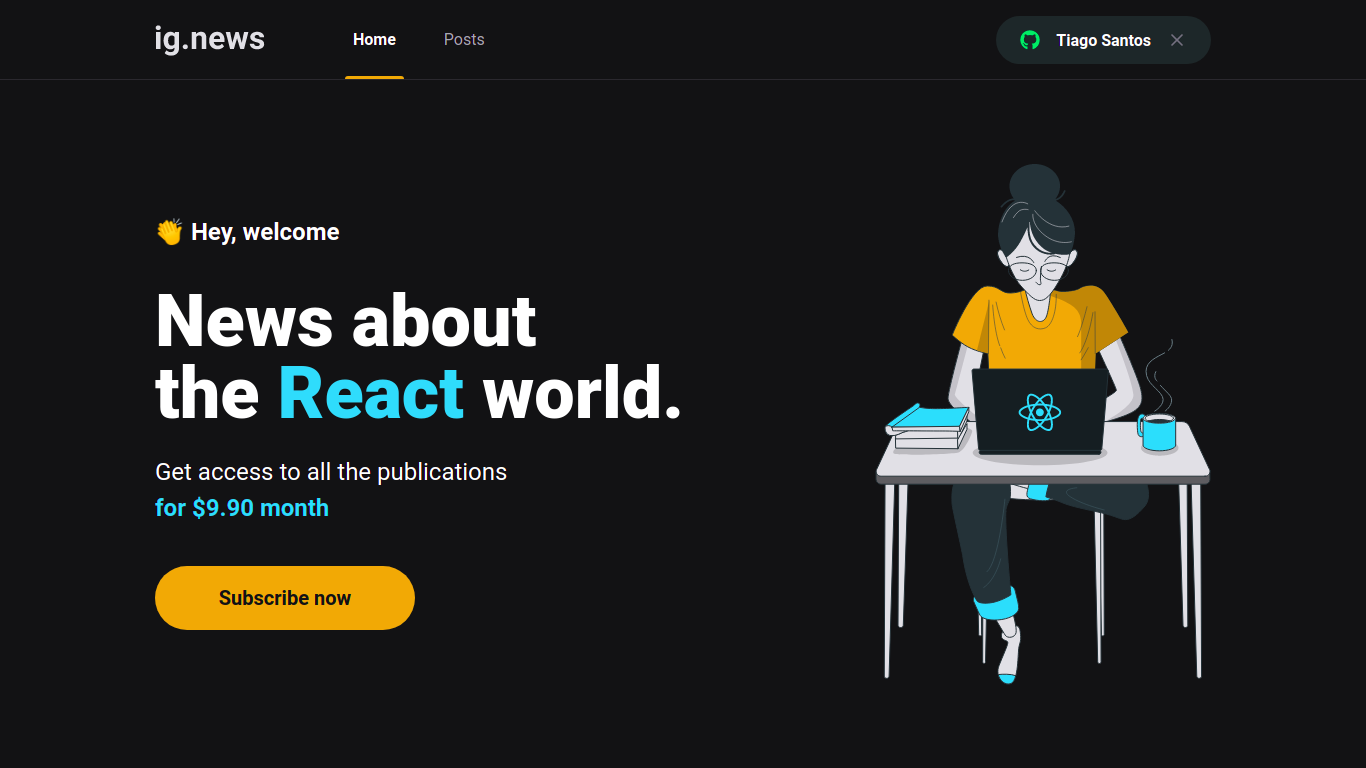 ig.news
Home
Posts
Tiago Santos
👏 Hey, welcome
News about
the React world.
Get access to all the publications
for $9.90 month
Subscribe now